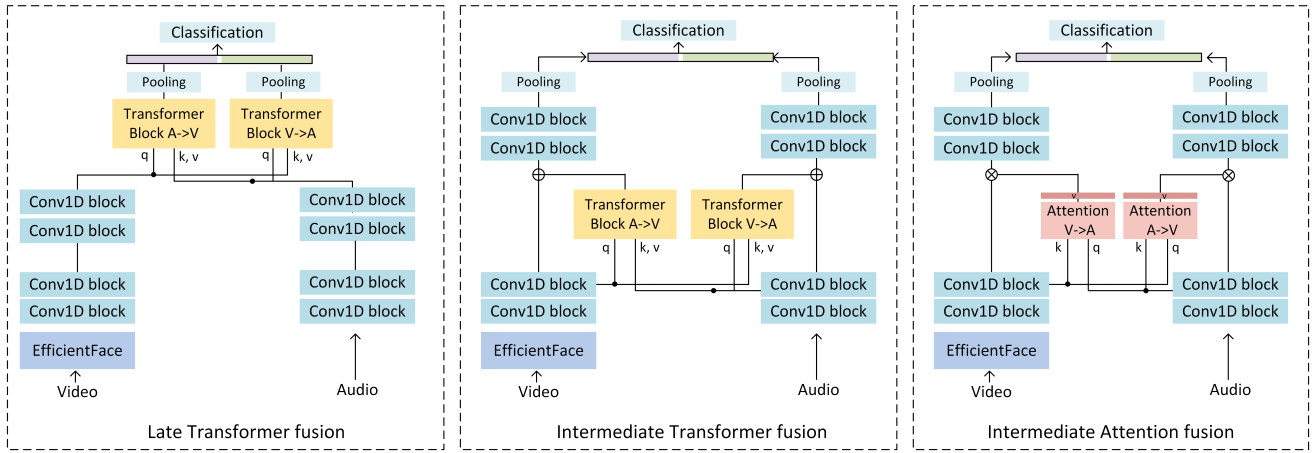 Classification
Pooling
Pooling
Transformer
Block A->V
Transformer
Block V->A
q
k, v
q
k, v
Conv1D block
Conv1D block
Conv1D block
Conv1D block
Conv1D block
Conv1D block
Conv1D block
Conv1D block
EfficientFace
Video
Audio
Late Transformer fusion
Classification
Pooling
Pooling
Conv1D block
Conv1D block
Conv1D block
Conv1D block
Transformer
Block A->V
Transformer
Block V->A
q
k, v
q
k, v
Conv1D block
Conv1D block
Conv1D block
Conv1D block
EfficientFace
Video
Audio
Intermediate Transformer fusion
Classification
Pooling
Pooling
Conv1D block
Conv1D block
Conv1D block
Conv1D block
v
Attention
V->A
v
Attention
A->V
k
q
k
q
Conv1D block
Conv1D block
Conv1D block
Conv1D block
EfficientFace
Video
Audio
Intermediate Attention fusion